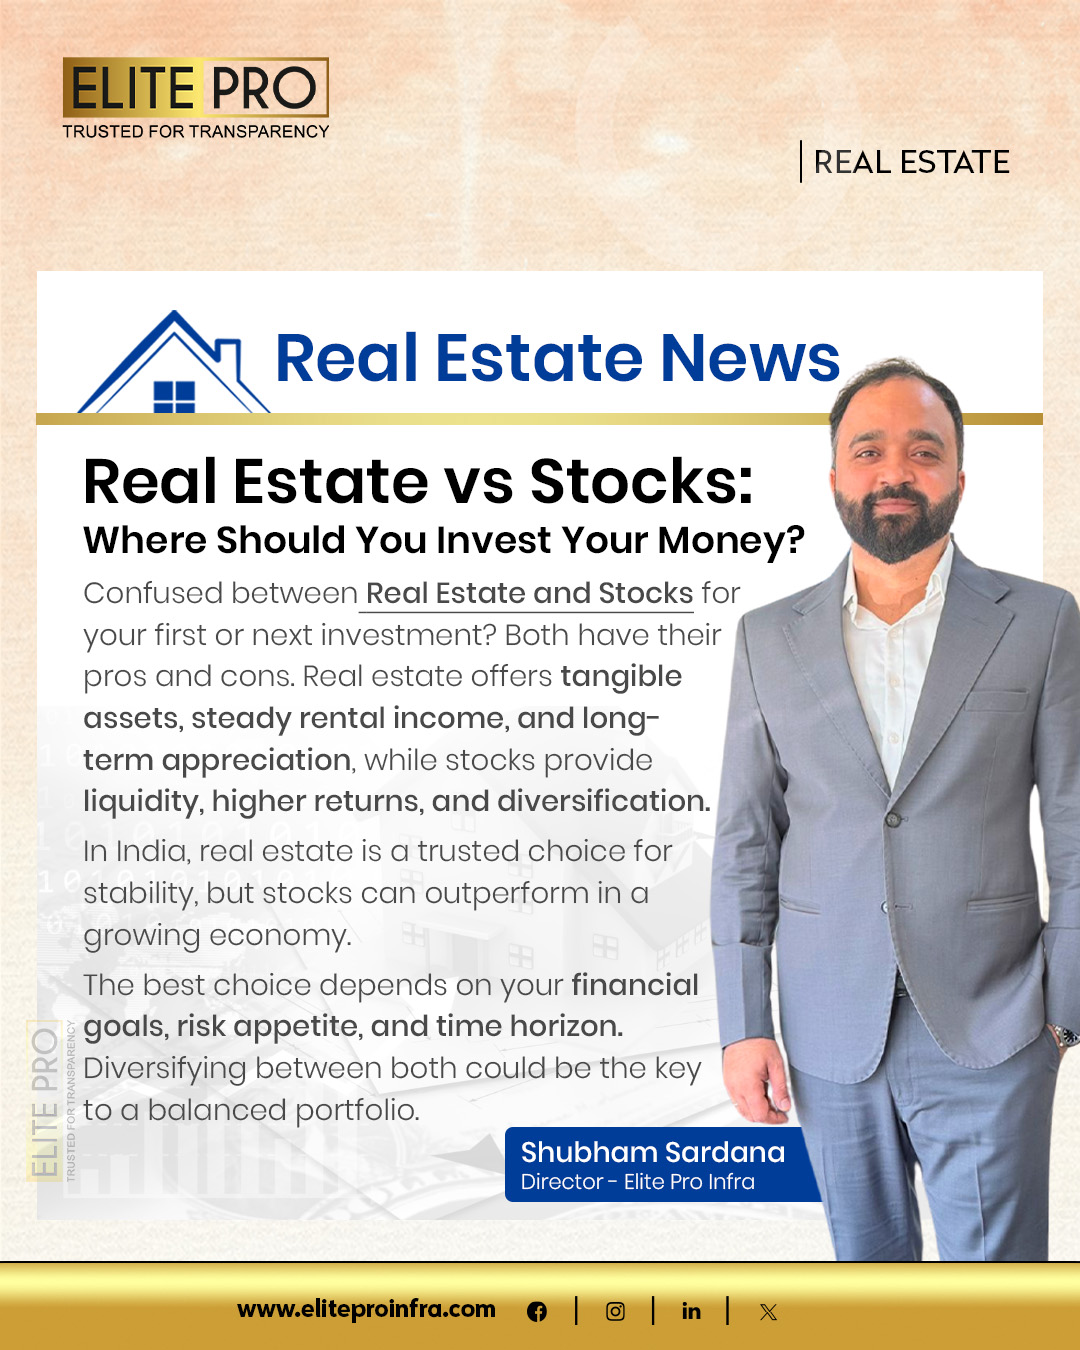 ELITE PRO
TRUSTED FOR TRANSPARENCY
REAL ESTATE
Real Estate News
Real Estate vs Stocks:
Where Should You Invest Your Money?
Confused between Real Estate and Stocks for
your first or next investment? Both have their
pros and cons. Real estate offers tangible
assets, steady rental income, and long-
term appreciation, while stocks provide
liquidity, higher returns, and diversification.
In India, real estate is a trusted choice for
stability, but stocks can outperform in a
growing economy.
The best choice depends on your financial
goals, risk appetite, and time horizon.
Diversifying between both could be the key
to a balanced portfolio.
ELITE PRO
TRUSTED FOR TRANSPARENCY
Shubham Sardana
Director - Elite Pro Infra
www.eliteproinfra.com